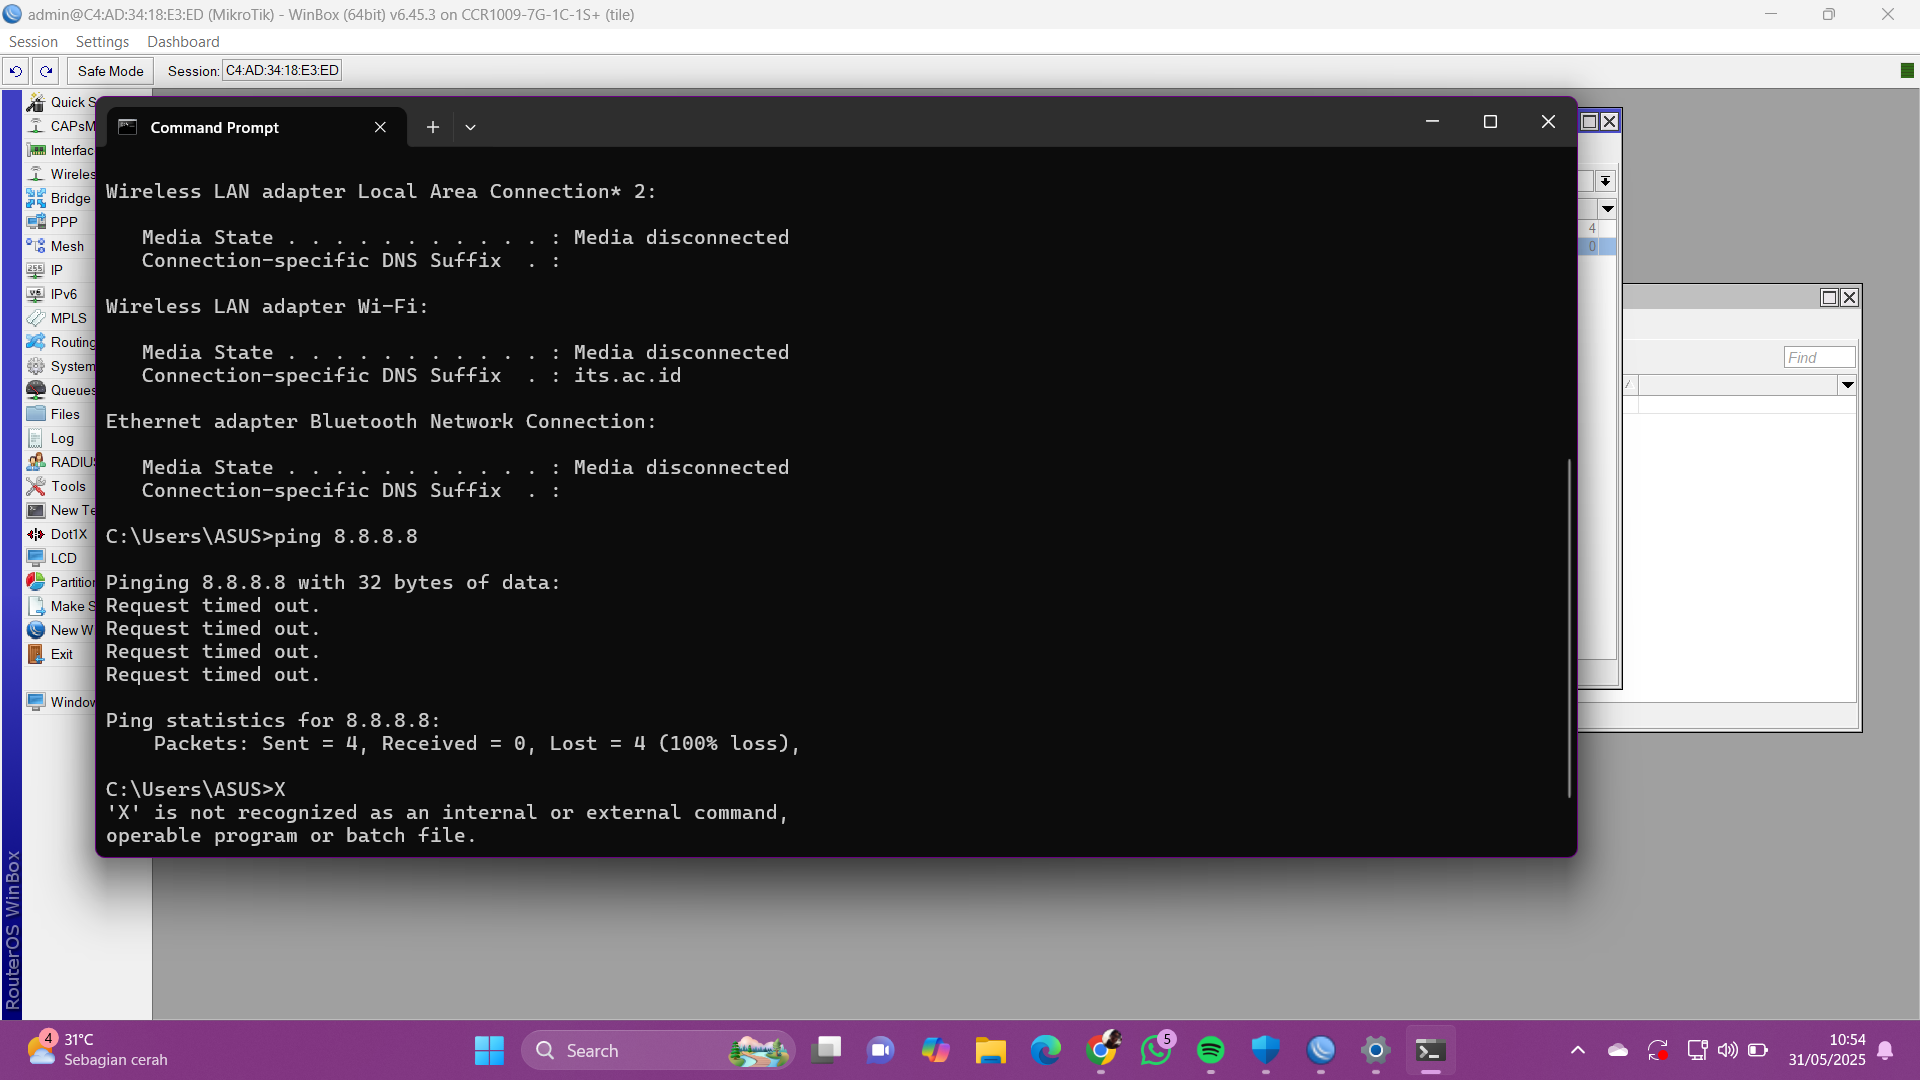 admin@C4:AD:34:18:E3:ED (MikroTik) - WinBox (64bit) v6.45.3 on CCR1009-7G-1C-1S+ (tile)
Session Settings Dashboard
Safe Mode Session: C4:AD:34:18:E3:ED
Quick S
CAPsM
Interfac
Wireles
Bridge
PPP
Mesh
IP
IPv6
MPLS
Routing
System
Queues
Files
Log
RADIUS
Tools
New Te
Dot1X
LCD
Partition
Make S
New W
Exit
Window
RouterOS WinBox
Command Prompt
Wireless LAN adapter Local Area Connection* 2:
Media State . . . . . . . . . . . : Media disconnected
Connection-specific DNS Suffix  . :
Wireless LAN adapter Wi-Fi:
Media State . . . . . . . . . . . : Media disconnected
Connection-specific DNS Suffix  . : its.ac.id
Ethernet adapter Bluetooth Network Connection:
Media State . . . . . . . . . . . : Media disconnected
Connection-specific DNS Suffix  . :
C:\Users\ASUS>ping 8.8.8.8
Pinging 8.8.8.8 with 32 bytes of data:
Request timed out.
Request timed out.
Request timed out.
Request timed out.
Ping statistics for 8.8.8.8:
Packets: Sent = 4, Received = 0, Lost = 4 (100% loss),
C:\Users\ASUS>X
'X' is not recognized as an internal or external command,
operable program or batch file.
4
0
Find
4
31°C
Sebagian cerah
Search
5
10:54
31/05/2025